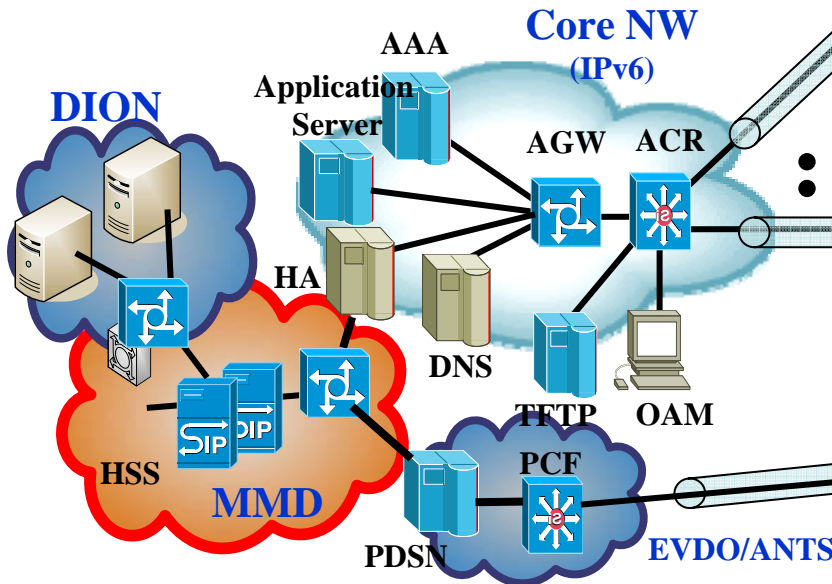 Core NW
(IPv6)
AAA
DION
Application
Server
AGW
ACR
HA
DNS
TFTP
OAM
SIP
HSS
MMD
PCF
PDSN
EVDO/ANTS